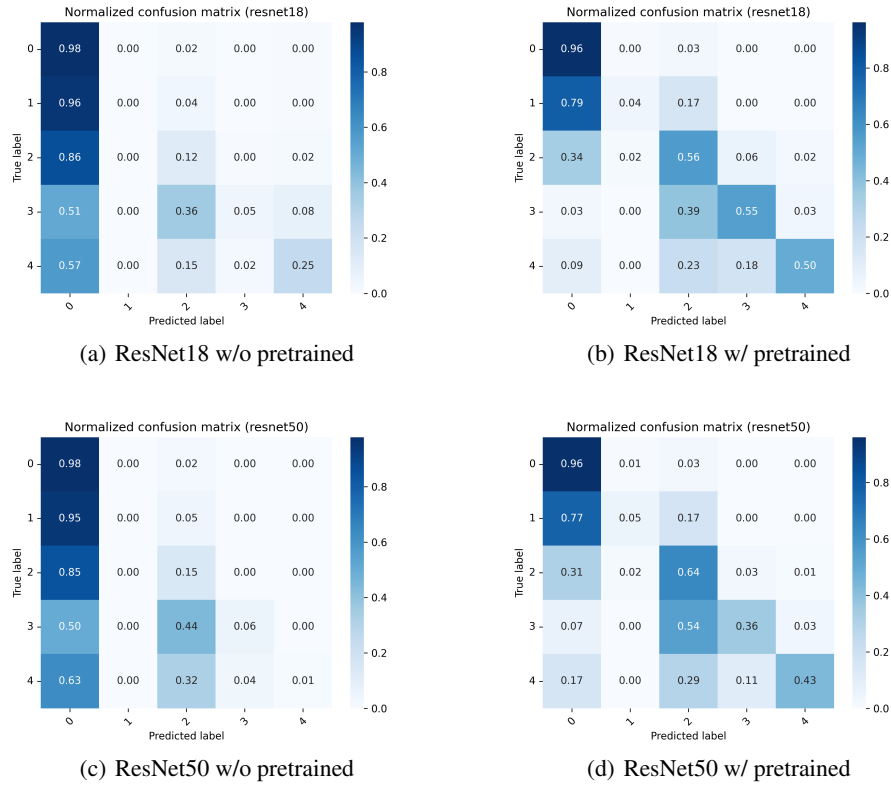 Normalized confusion matrix (resnet18)
0 0.98 0.00 0.02 0.00 0.00
1 0.96 0.00 0.04 0.00 0.00
2 0.86 0.00 0.12 0.00 0.02
3 0.51 0.00 0.36 0.05 0.08
4 0.57 0.00 0.15 0.02 0.25
True label
0 1 2 3 4
Predicted label
0.8
0.6
0.4
0.2
0.0
(a) ResNet18 w/o pretrained
Normalized confusion matrix (resnet18)
0 0.96 0.00 0.03 0.00 0.00
1 0.79 0.04 0.17 0.00 0.00
2 0.34 0.02 0.56 0.06 0.02
3 0.03 0.00 0.39 0.55 0.03
4 0.09 0.00 0.23 0.18 0.50
True label
0 1 2 3 4
Predicted label
0.8
0.6
0.4
0.2
0.0
(b) ResNet18 w/ pretrained
Normalized confusion matrix (resnet50)
0 0.98 0.00 0.02 0.00 0.00
1 0.95 0.00 0.05 0.00 0.00
2 0.85 0.00 0.15 0.00 0.00
3 0.50 0.00 0.44 0.06 0.00
4 0.63 0.00 0.32 0.04 0.01
True label
0 1 2 3 4
Predicted label
0.8
0.6
0.4
0.2
0.0
(c) ResNet50 w/o pretrained
Normalized confusion matrix (resnet50)
0 0.96 0.01 0.03 0.00 0.00
1 0.77 0.05 0.17 0.00 0.00
2 0.31 0.02 0.64 0.03 0.01
3 0.07 0.00 0.54 0.36 0.03
4 0.17 0.00 0.29 0.11 0.43
True label
0 1 2 3 4
Predicted label
0.8
0.6
0.4
0.2
0.0
(d) ResNet50 w/ pretrained